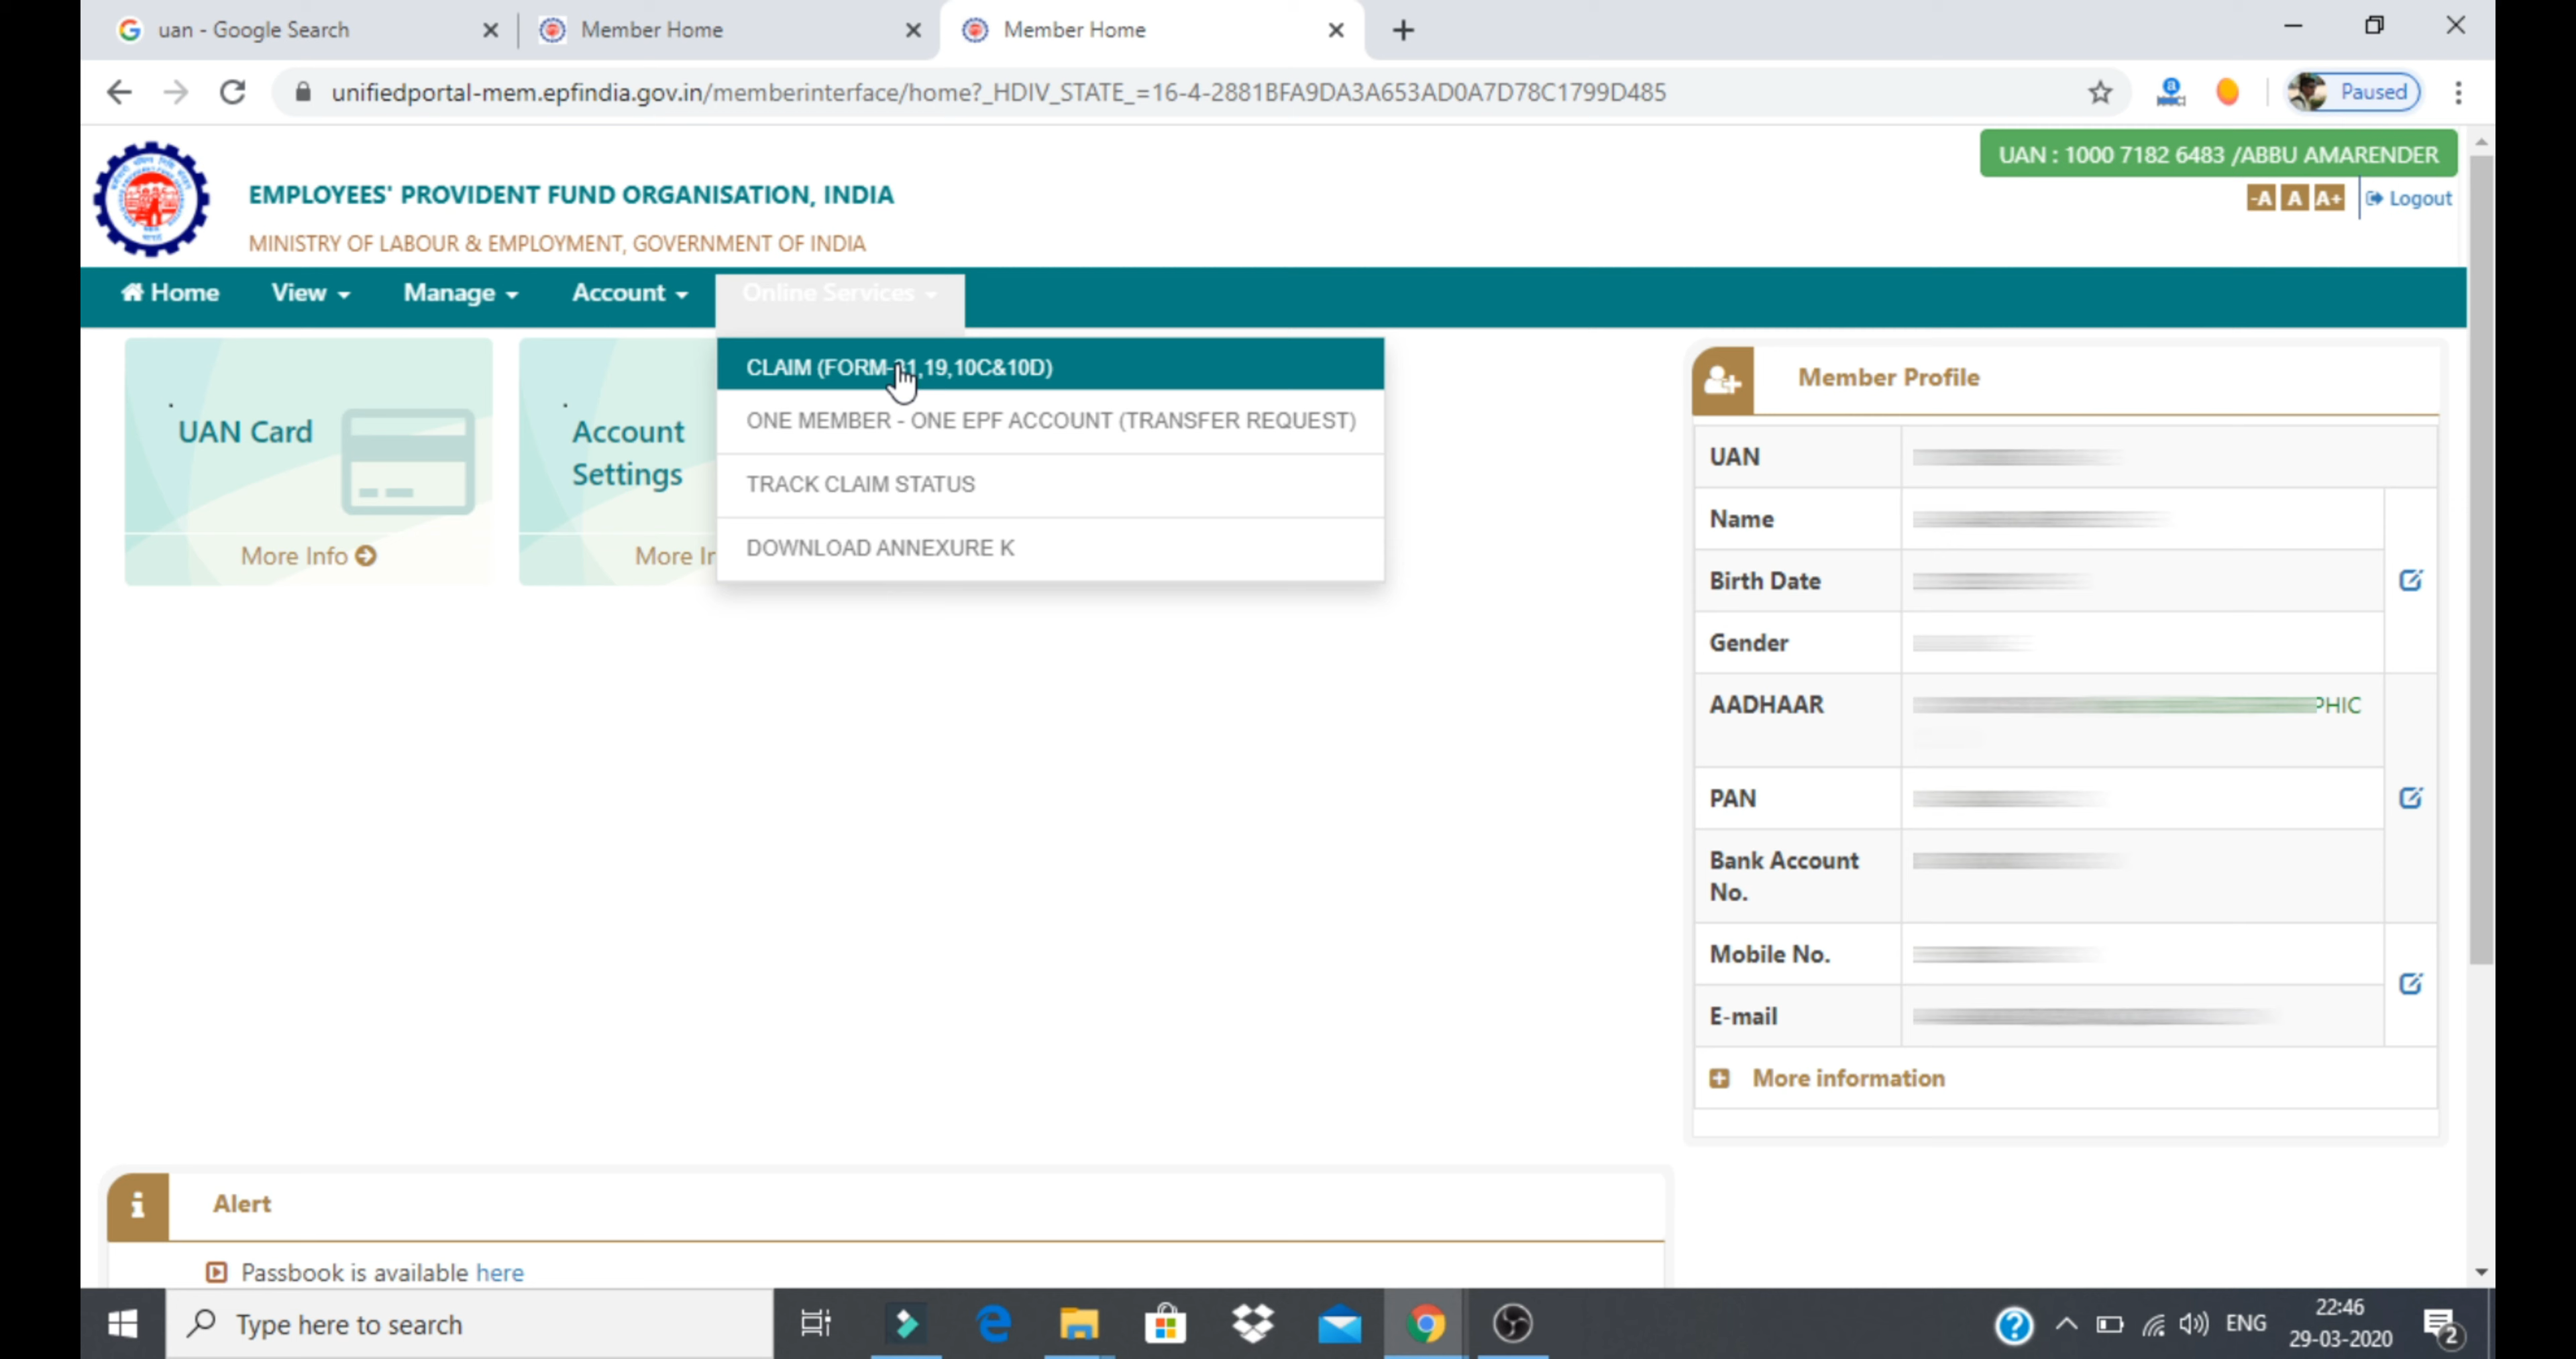 uan - Google Search
Member Home
Member Home
unifiedportal-mem.epfindia.gov.in/memberinterface/home?_HDIV_STATE_=16-4-2881BFA9DA3A653AD0A7D78C1799D485
Paused
UAN : 1000 7182 6483 /ABBU AMARENDER
EMPLOYEES' PROVIDENT FUND ORGANISATION, INDIA
-A A A+ Logout
MINISTRY OF LABOUR & EMPLOYMENT, GOVERNMENT OF INDIA
Home View Manage Account Online Services
CLAIM (FORM-31,19,10C&10D)
ONE MEMBER - ONE EPF ACCOUNT (TRANSFER REQUEST)
TRACK CLAIM STATUS
DOWNLOAD ANNEXURE K
UAN Card
More Info
Account
Settings
More In
Member Profile
UAN
Name
Birth Date
Gender
AADHAAR PHIC
PAN
Bank Account
No.
Mobile No.
E-mail
More information
Alert
Passbook is available here
Type here to search
ENG
22:46
29-03-2020
2